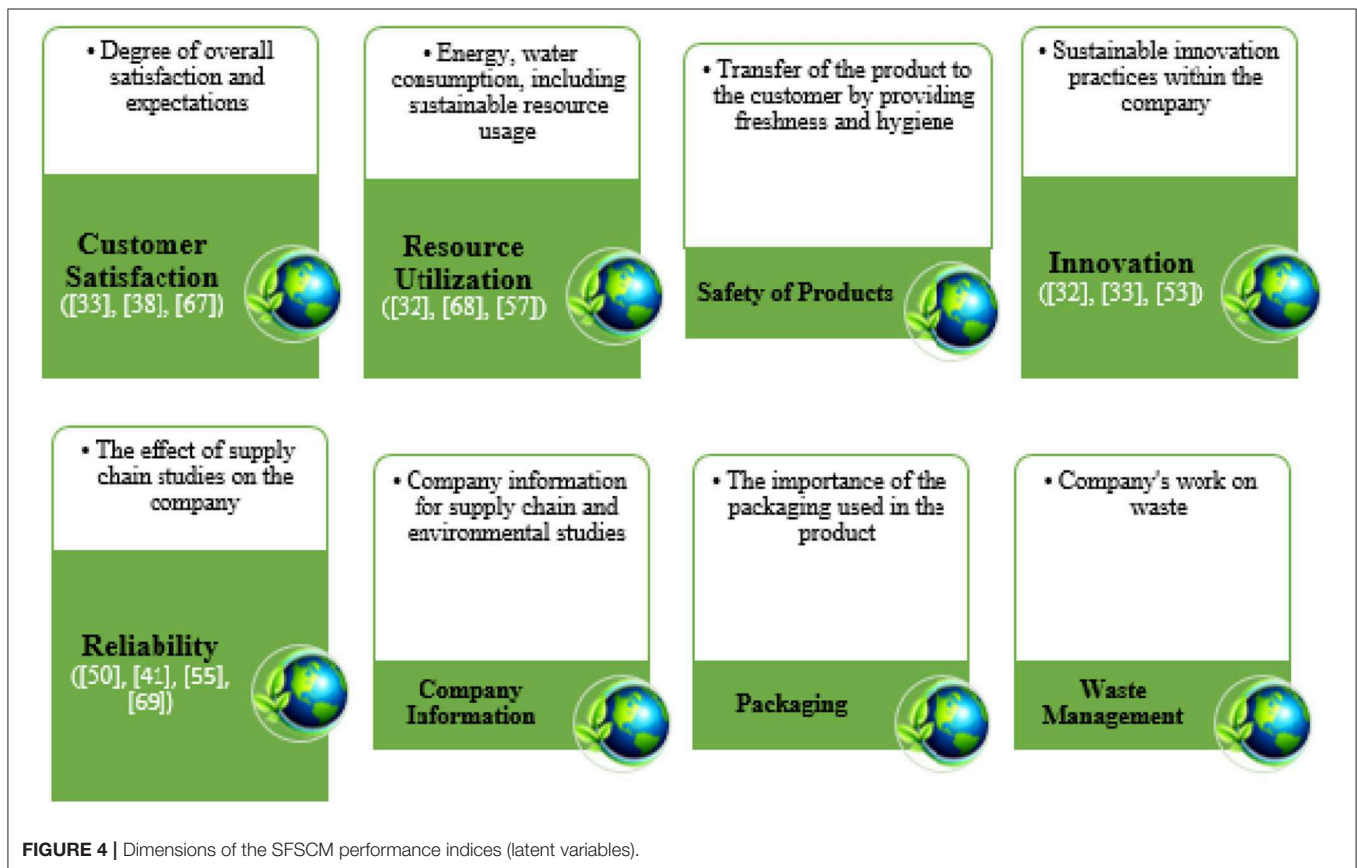 • Degree of overall
satisfaction and
expectations
Customer
Satisfaction
([33], [38], [67])
• Energy, water
consumption, including
sustainable resource
usage
Resource
Utilization
([32], [68], [57])
• Transfer of the product to
the customer by providing
freshness and hygiene
Safety of Products
• Sustainable innovation
practices within the
company
Innovation
([32], [33], [53])
• The effect of supply
chain studies on the
company
Reliability
([50], [41], [55],
[69])
• Company information
for supply chain and
environmental studies
Company
Information
• The importance of the
packaging used in the
product
Packaging
• Company's work on
waste
Waste
Management
FIGURE 4 | Dimensions of the SFSCM performance indices (latent variables).